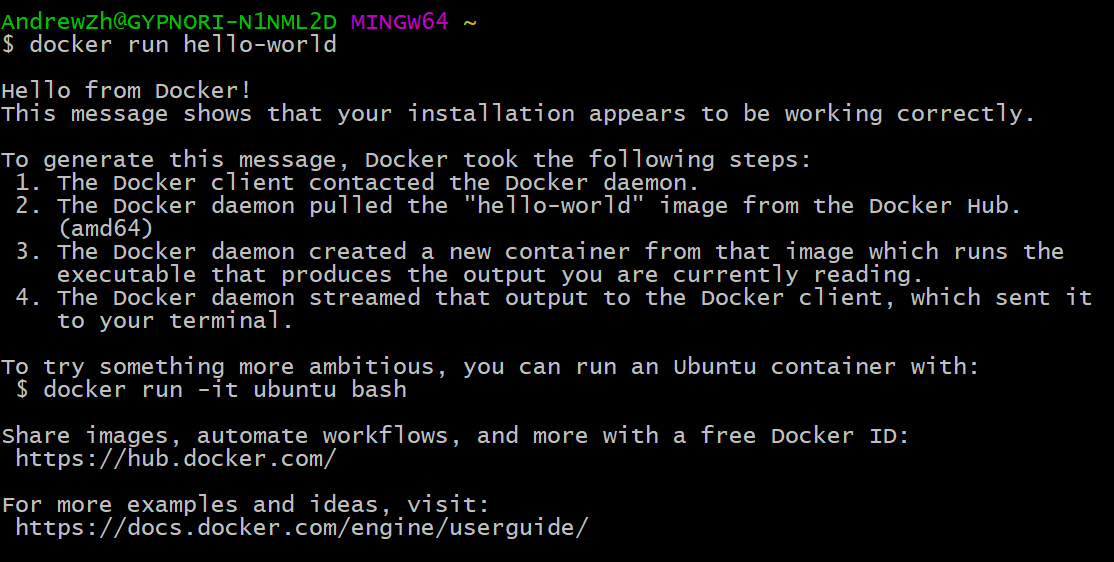 AndrewZh@GYPNORI-N1NML2D MINGW64 ~
$ docker run hello-world
Hello from Docker!
This message shows that your installation appears to be working correctly.
To generate this message, Docker took the following steps:
1. The Docker client contacted the Docker daemon.
2. The Docker daemon pulled the "hello-world" image from the Docker Hub.
(amd64)
3. The Docker daemon created a new container from that image which runs the
executable that produces the output you are currently reading.
4. The Docker daemon streamed that output to the Docker client, which sent it
to your terminal.
To try something more ambitious, you can run an Ubuntu container with:
$ docker run -it ubuntu bash
Share images, automate workflows, and more with a free Docker ID:
https://hub.docker.com/
For more examples and ideas, visit:
https://docs.docker.com/engine/userguide/